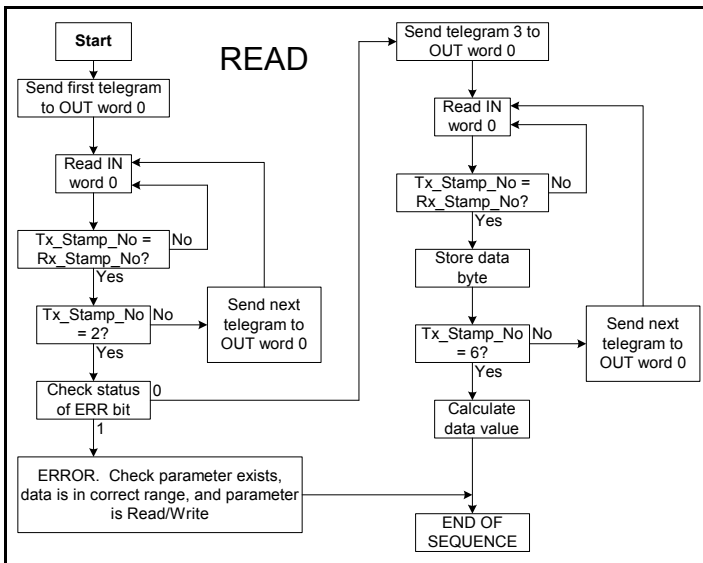 READ
Start
Send first telegram
to OUT word 0
Read IN
word 0
Tx_Stamp_No =
Rx_Stamp_No?
No
Yes
Tx_Stamp_No
= 2?
No
Yes
Send next
telegram to
OUT word 0
Check status
of ERR bit
0
1
ERROR. Check parameter exists,
data is in correct range, and parameter
is Read/Write
Send telegram 3 to
OUT word 0
Read IN
word 0
Tx_Stamp_No =
Rx_Stamp_No?
No
Yes
Store data
byte
Tx_Stamp_No
= 6?
No
Yes
Send next
telegram to
OUT word 0
Calculate
data value
END OF
SEQUENCE